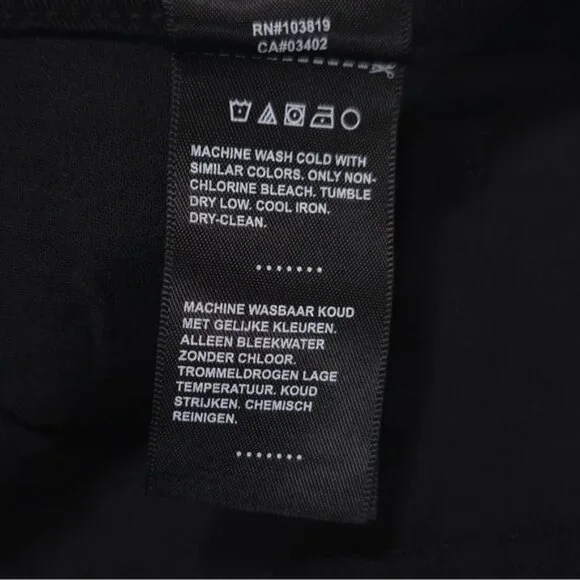 RN#103819
CA#03402
MACHINE WASH COLD WITH
SIMILAR COLORS. ONLY NON-
CHLORINE BLEACH. TUMBLE
DRY LOW. COOL IRON.
DRY-CLEAN.
.......
MACHINE WASBAAR KOUD
MET GELIJKE KLEUREN.
ALLEEN BLEEKWATER
ZONDER CHLOOR.
TROMMELDROGEN LAGE
TEMPERATUUR. KOUD
STRIJKEN. CHEMISCH
REINIGEN.
.......